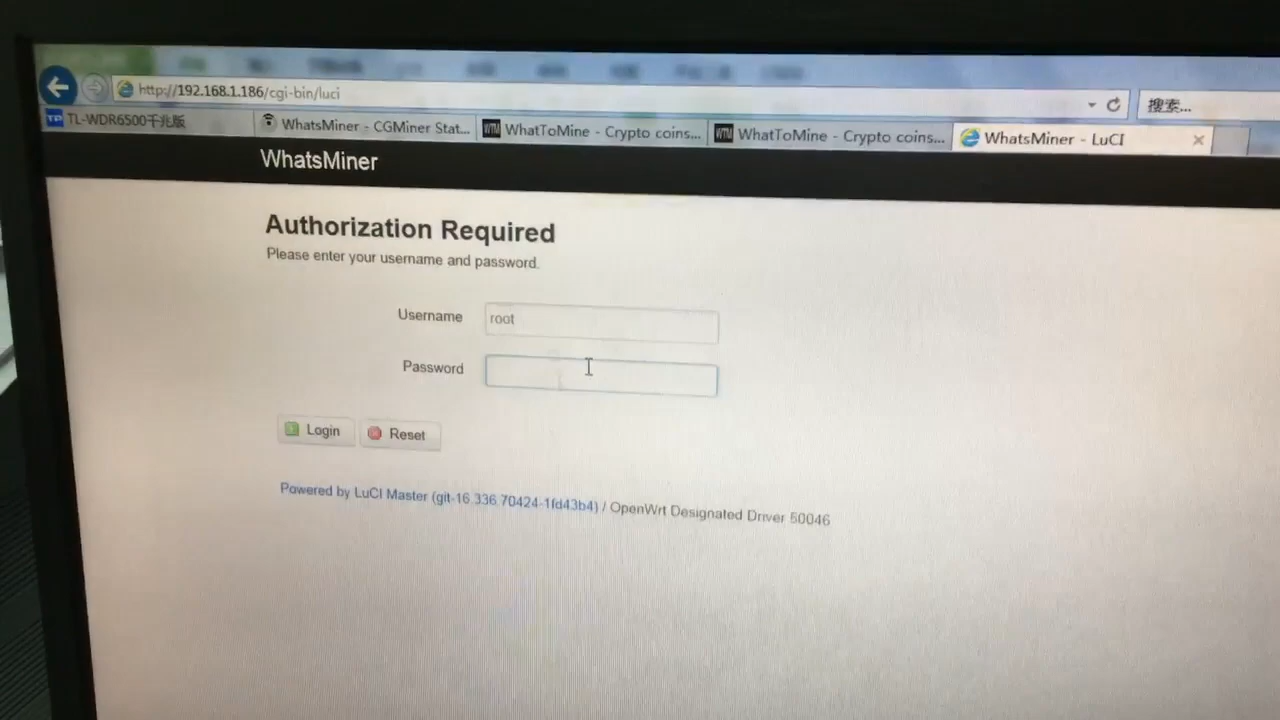 http://192.168.1.186/cgi-bin/luci
搜索...
TP TL-WDR6500千兆版
WhatsMiner - CGMiner Stat...
WTM WhatToMine - Crypto coins...
WTM WhatToMine - Crypto coins...
WhatsMiner - LuCI
WhatsMiner
Authorization Required
Please enter your username and password.
Username root
Password
Login Reset
Powered by LuCI Master (git-16.336.70424-1fd43b4) / OpenWrt Designated Driver 50046